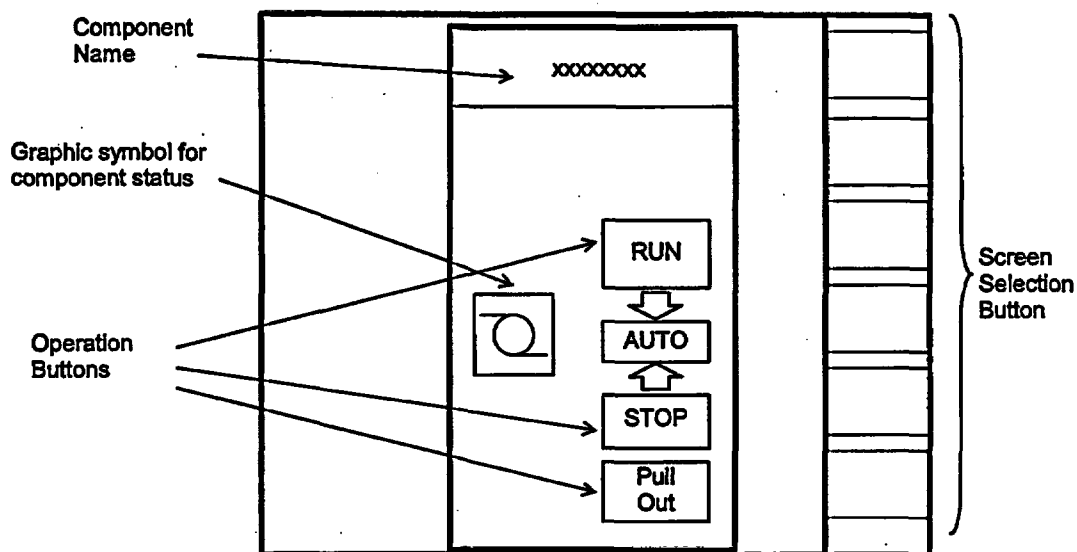 Component
Name
xxxxxxxx
Graphic symbol for
component status
RUN
AUTO
STOP
Pull
Out
Operation
Buttons
Screen
Selection
Button